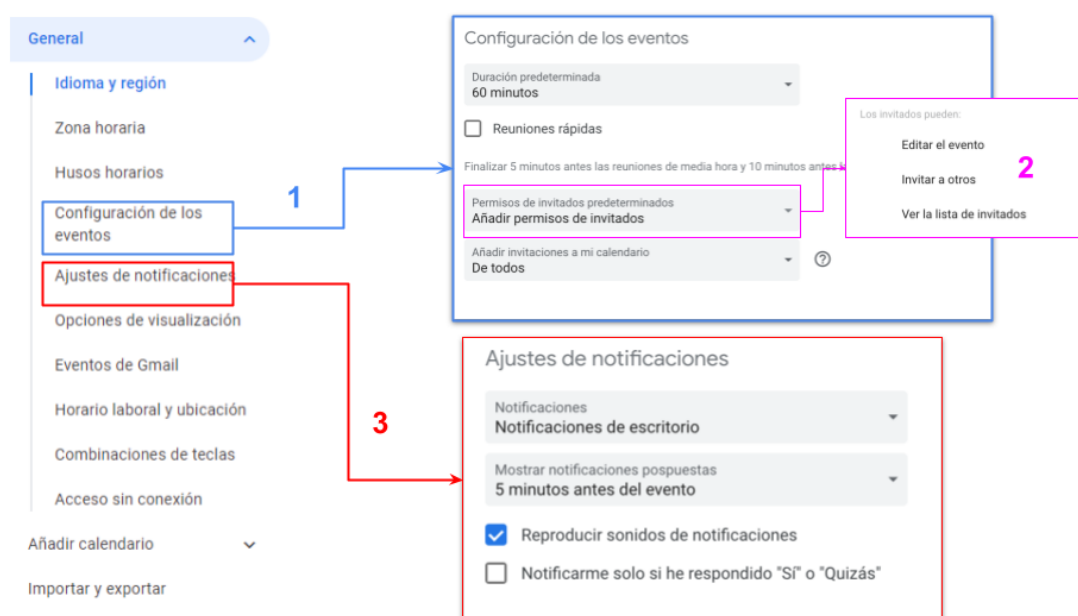 General
Idioma y región
Zona horaria
Husos horarios
Configuración de los
eventos
Ajustes de notificaciones
Opciones de visualización
Eventos de Gmail
Horario laboral y ubicación
Combinaciones de teclas
Acceso sin conexión
Añadir calendario
Importar y exportar
1
Configuración de los eventos
Duración predeterminada
60 minutos
Reuniones rápidas
Finalizar 5 minutos antes las reuniones de media hora y 10 minutos antes
Permisos de invitados predeterminados
Añadir permisos de invitados
Añadir invitaciones a mi calendario
De todos
Los invitados pueden:
Editar el evento
Invitar a otros
Ver la lista de invitados
2
3
Ajustes de notificaciones
Notificaciones
Notificaciones de escritorio
Mostrar notificaciones pospuestas
5 minutos antes del evento
Reproducir sonidos de notificaciones
Notificarme solo si he respondido "Sí" o "Quizás"